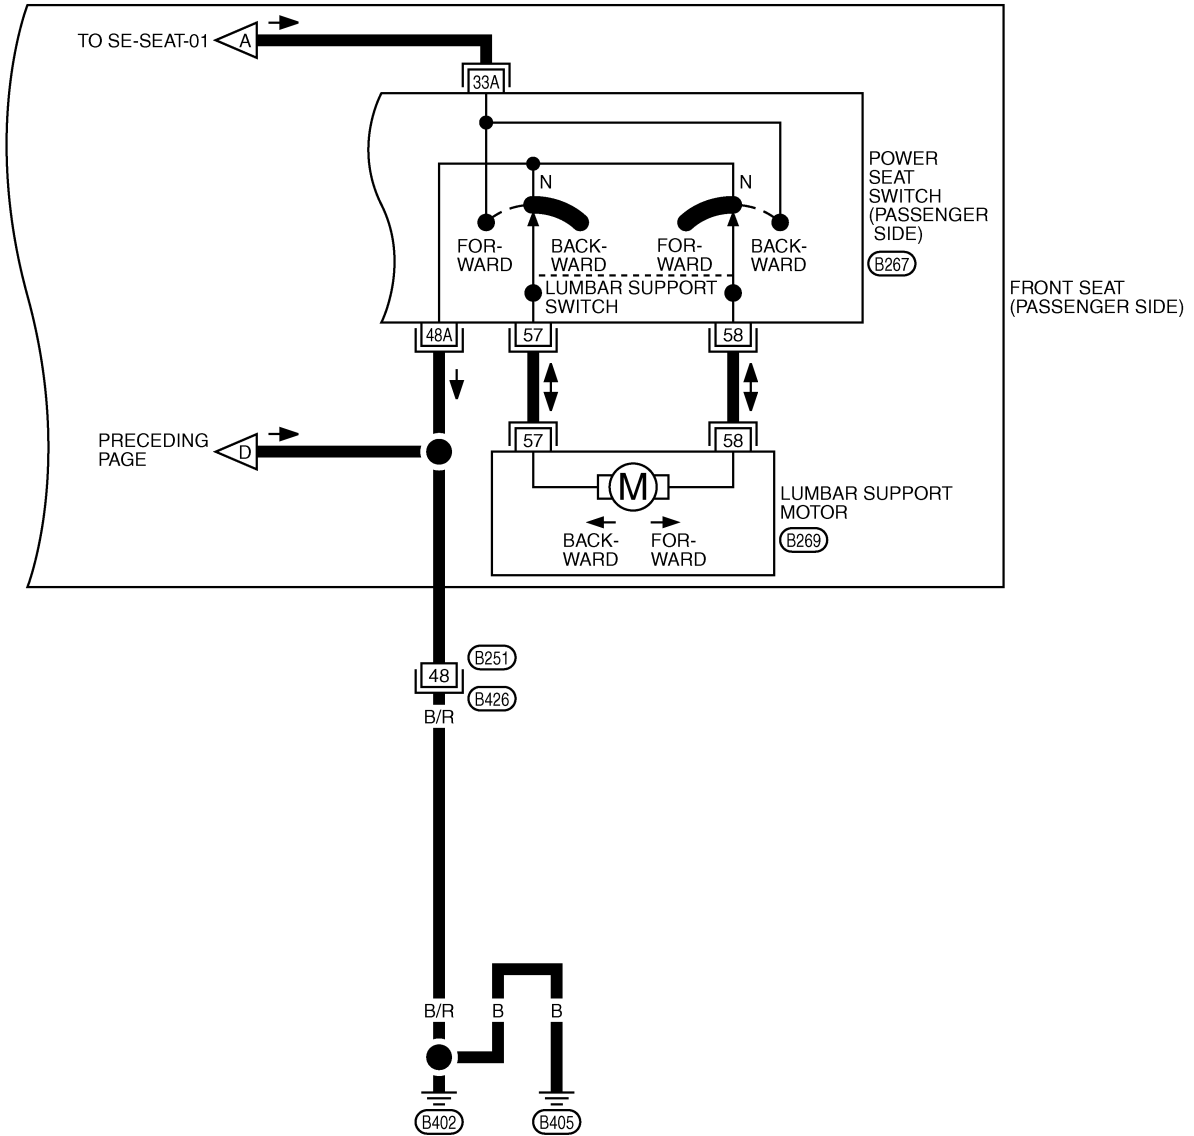 TO SE-SEAT-01
A
33A
N
N
FOR-
WARD
BACK-
WARD
FOR-
WARD
BACK-
WARD
LUMBAR SUPPORT
SWITCH
POWER
SEAT
SWITCH
(PASSENGER
SIDE)
B267
FRONT SEAT
(PASSENGER SIDE)
48A
57
58
PRECEDING
PAGE
D
57
58
M
BACK-
WARD
FOR-
WARD
LUMBAR SUPPORT
MOTOR
B269
48
B251
B426
B/R
B/R
B
B
B402
B405